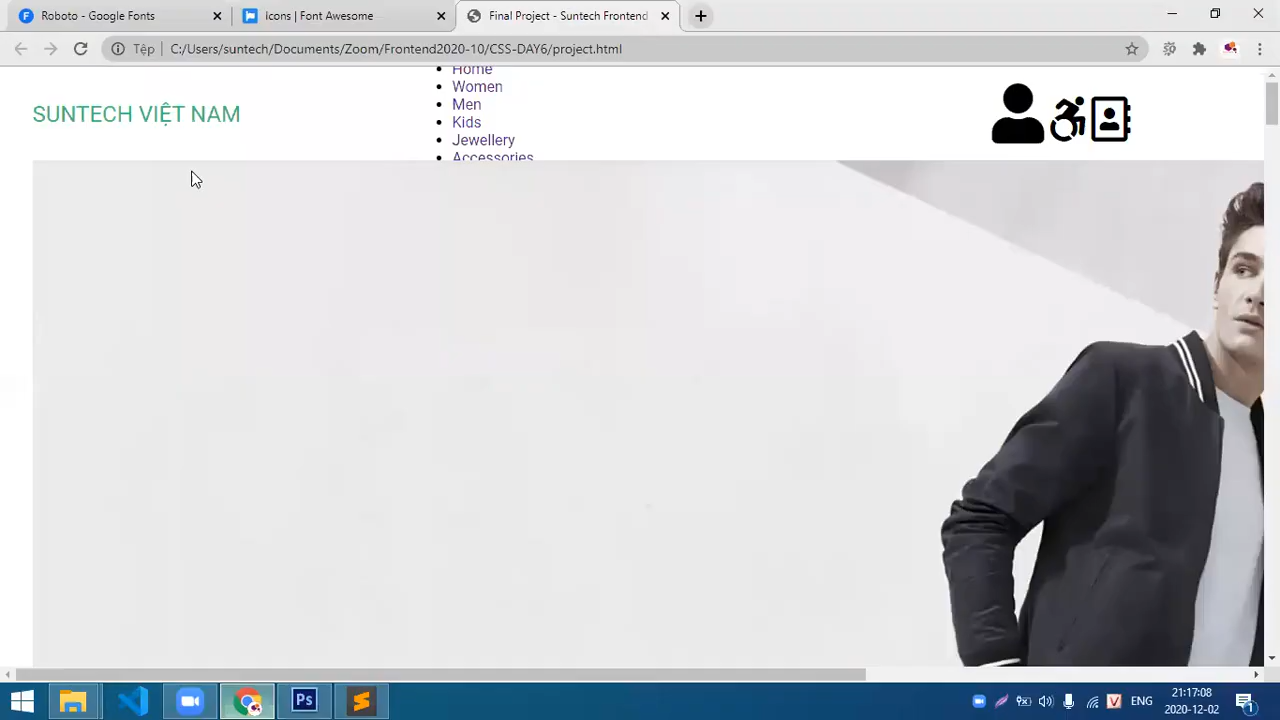 Roboto - Google Fonts
Icons | Font Awesome
Final Project - Suntech Frontend
Tệp
C:/Users/suntech/Documents/Zoom/Frontend2020-10/CSS-DAY6/project.html
Home
Women
Men
Kids
Jewellery
Accessories
SUNTECH VIỆT NAM
Ps
ENG
21:17:08
2020-12-02